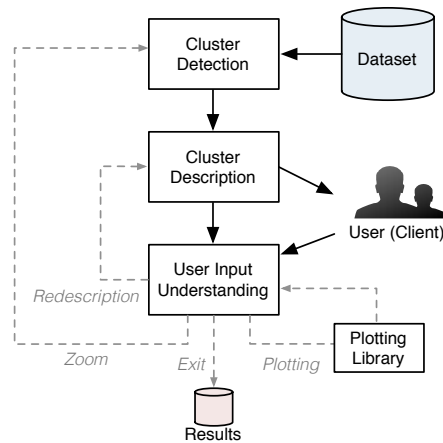 Cluster
Detection
Dataset
Cluster
Description
User (Client)
User Input
Understanding
Redescription
Plotting
Library
Zoom
Exit
Plotting
Results